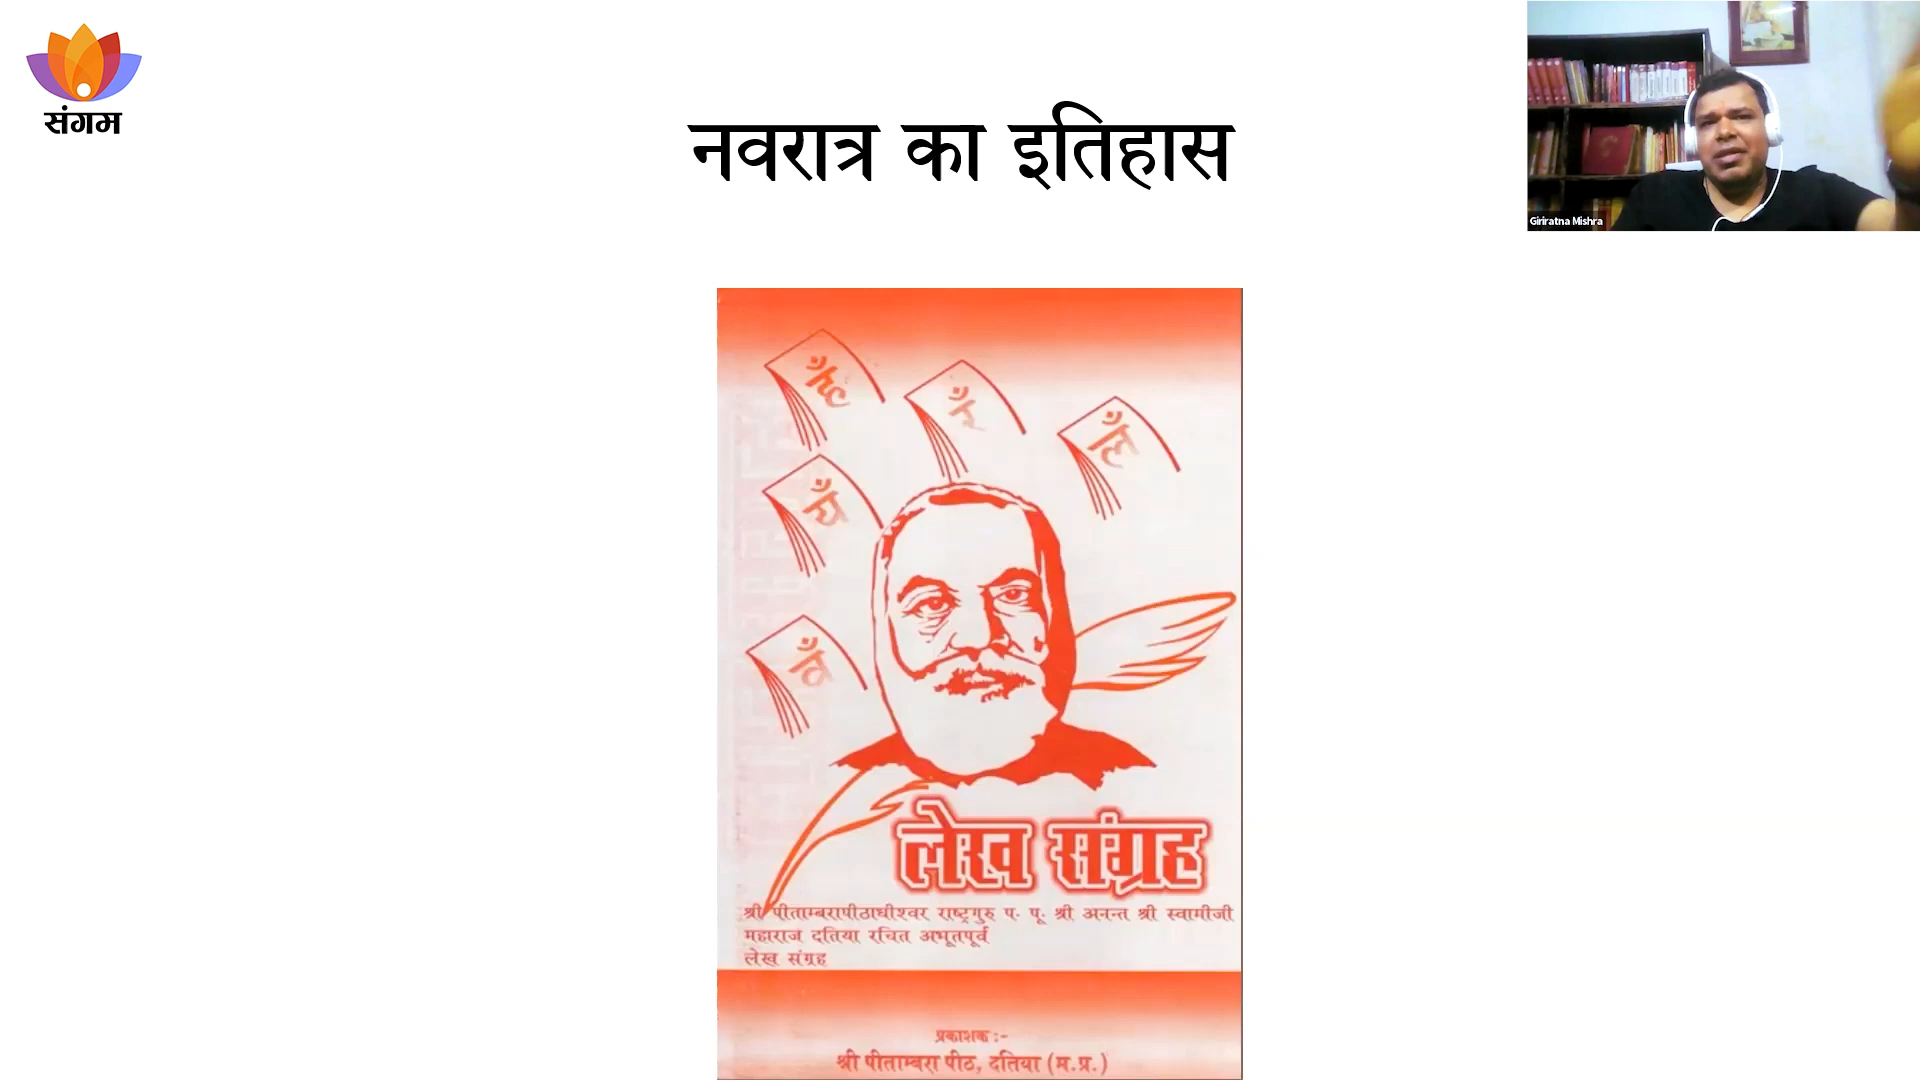 संगम
नवरात्र का इतिहास
Giriratna Mishra
लेख संग्रह
श्री पीताम्बरापीठाधीश्वर राष्ट्रगुरु प. पू. श्री अनन्त श्री स्वामीजी
महाराज दतिया रचित अभूतपूर्व
लेख संग्रह
प्रकाशक :-
श्री पीताम्बरा पीठ, दतिया (म.प्र.)